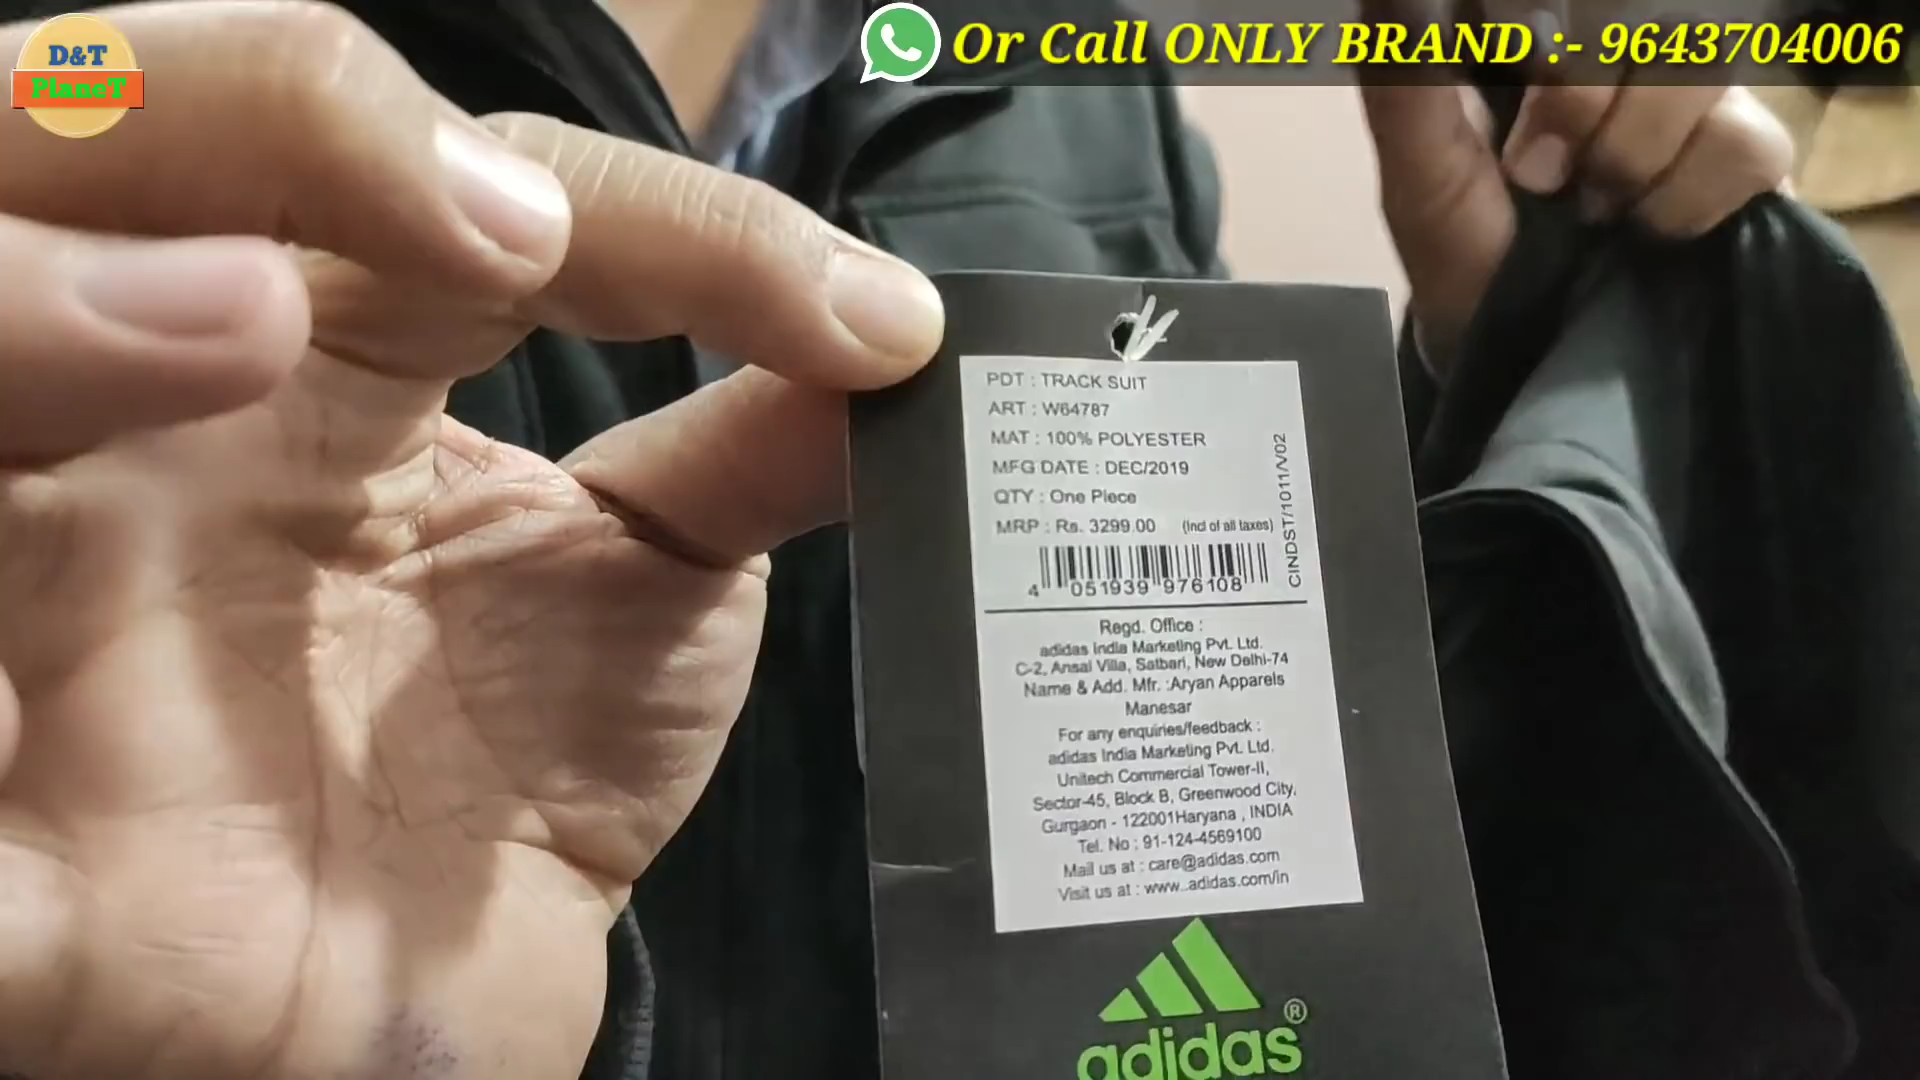 D&T
PlaneT
Or Call ONLY BRAND :- 9643704006
PDT : TRACK SUIT
ART : W64787
MAT : 100% POLYESTER
MFG DATE : DEC/2019
QTY : One Piece
MRP : Rs. 3299.00 (Incl of all taxes)
CINDST/1011/V02
4 051939 976108
Regd. Office :
adidas India Marketing Pvt. Ltd.
C-2, Ansal Villa, Satbari, New Delhi-74
Name & Add. Mfr. :Aryan Apparels
Manesar
For any enquiries/feedback :
adidas India Marketing Pvt. Ltd.
Unitech Commercial Tower-II,
Sector-45, Block B, Greenwood City,
Gurgaon - 122001Haryana , INDIA
Tel. No : 91-124-4569100
Mail us at : care@adidas.com
Visit us at : www..adidas.com/in
adidas®